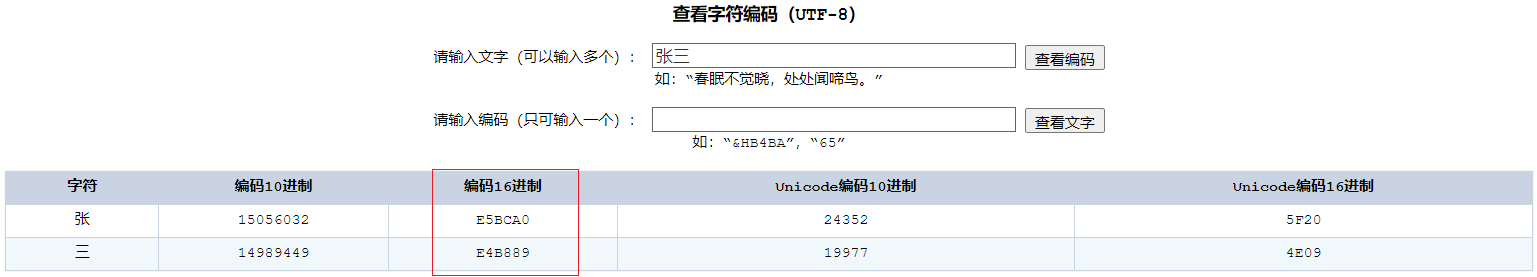 查看字符编码（UTF-8）
请输入文字（可以输入多个）： 张三 查看编码
如：“春眠不觉晓，处处闻啼鸟。”
请输入编码（只可输入一个）： 查看文字
如：“&HB4BA”，“65”
字符 编码10进制 编码16进制 Unicode编码10进制 Unicode编码16进制
张 15056032 E5BCA0 24352 5F20
三 14989449 E4B889 19977 4E09